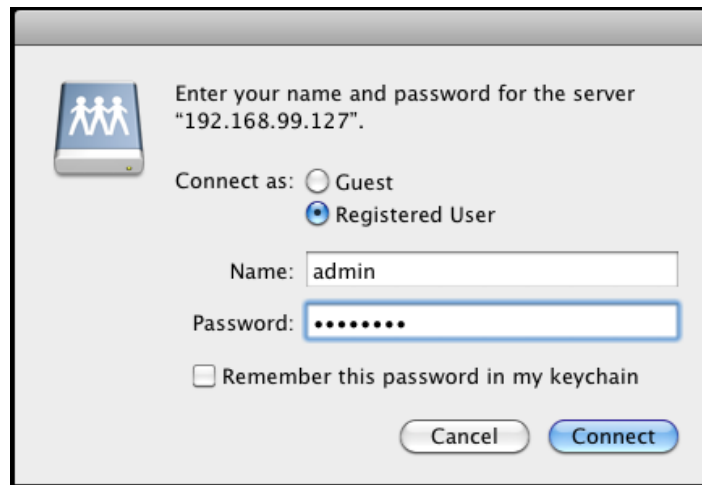 Enter your name and password for the server
“192.168.99.127”.
Connect as: Guest
Registered User
Name: admin
Password: ••••••••
Remember this password in my keychain
Cancel Connect